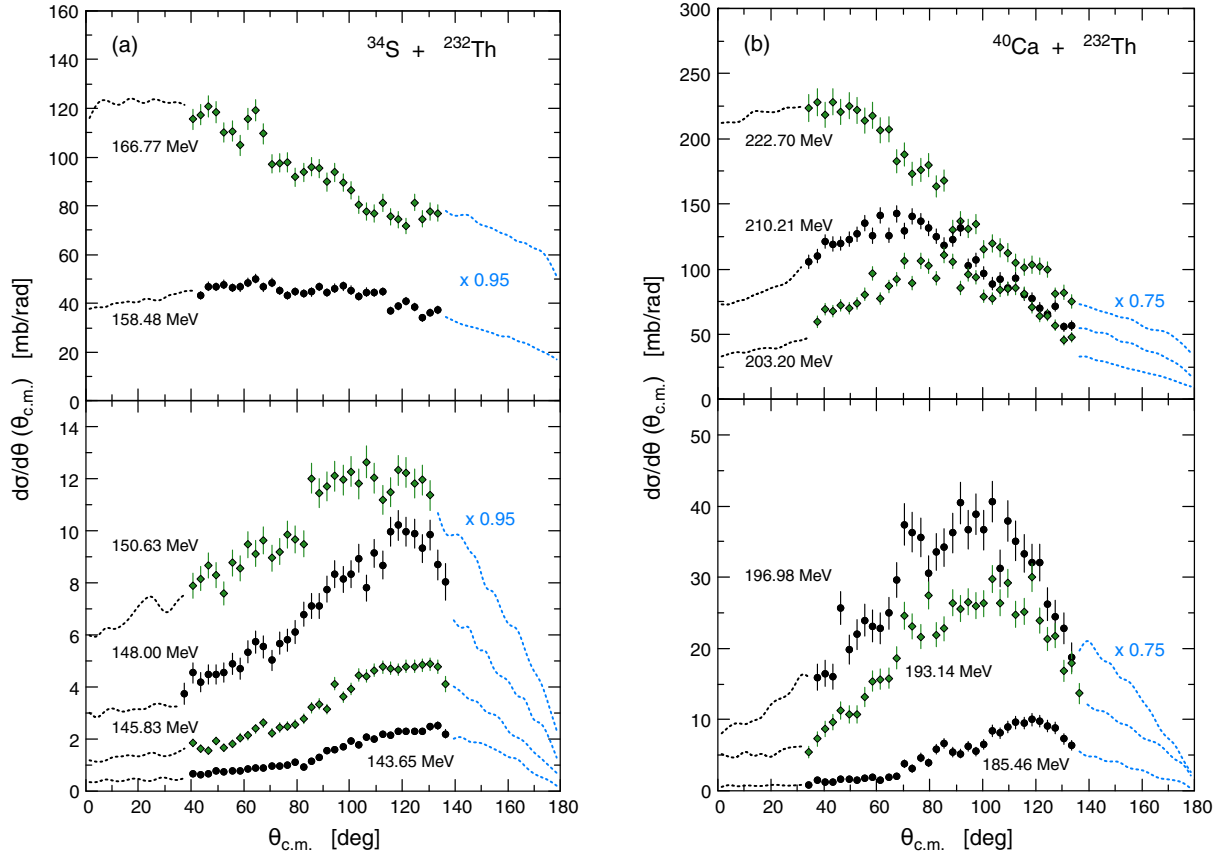 (a) ³⁴S + ²³²Th
140
120
100
80
60
40
20
0
166.77 MeV
158.48 MeV
x 0.95
dσ/dθ (θc.m.) [mb/rad]
14
12
10
8
6
4
2
0
150.63 MeV
148.00 MeV
145.83 MeV
143.65 MeV
x 0.95
0 20 40 60 80 100 120 140 160 180
θc.m. [deg]
(b) ⁴⁰Ca + ²³²Th
300
250
200
150
100
50
0
222.70 MeV
210.21 MeV
203.20 MeV
x 0.75
dσ/dθ (θc.m.) [mb/rad]
50
40
30
20
10
0
196.98 MeV
193.14 MeV
185.46 MeV
x 0.75
0 20 40 60 80 100 120 140 160 180
θc.m. [deg]